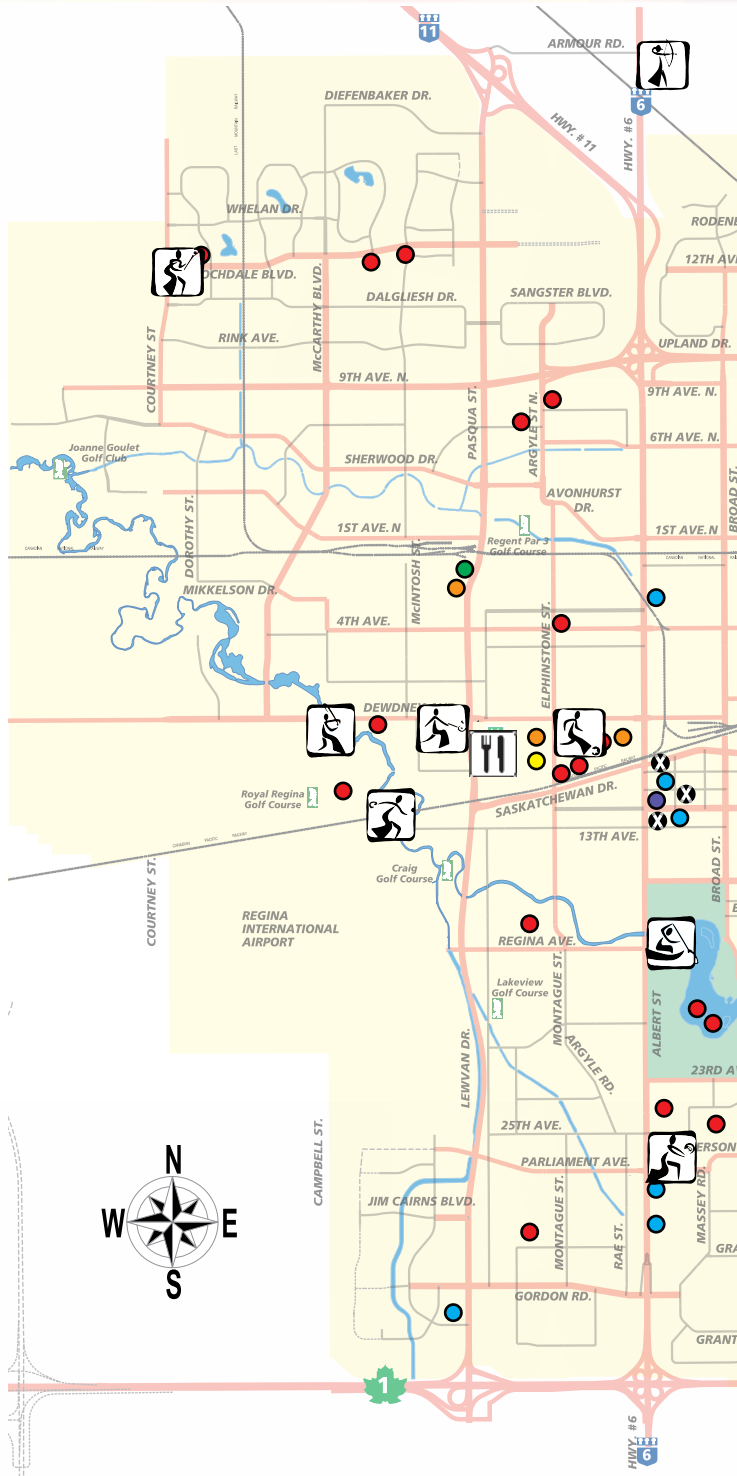 11
ARMOUR RD.
6
DIEFENBAKER DR.
HWY. #11
HWY. #6
WHELAN DR.
12TH AV
OCHDALE BLVD.
McCARTHY BLVD.
DALGLIESH DR.
SANGSTER BLVD.
COURTNEY ST
RINK AVE.
UPLAND DR.
9TH AVE. N.
9TH AVE. N.
PASQUA ST.
ARGYLE ST N.
6TH AVE. N.
Joanne Goulet
Golf Club
SHERWOOD DR.
AVONHURST
DR.
BROAD ST.
DOROTHY ST.
1ST AVE. N
1ST AVE.N
Regent Par 3
Golf Course
McINTOSH ST.
MIKKELSON DR.
4TH AVE.
ELPHINSTONE ST.
DEWDNEY
Royal Regina
Golf Course
SASKATCHEWAN DR.
13TH AVE.
Craig
Golf Course
COURTNEY ST.
BROAD ST.
REGINA
INTERNATIONAL
AIRPORT
REGINA AVE.
MONTAGUE ST.
Lakeview
Golf Course
ALBERT ST
LEWVAN DR.
ARGYLE RD.
23RD A
CAMPBELL ST.
25TH AVE.
N
W
E
S
PARLIAMENT AVE.
ERSON
MASSEY RD.
JIM CAIRNS BLVD.
MONTAGUE ST.
RAE ST.
GRA
GORDON RD.
GRANT
1
HWY. #6
6